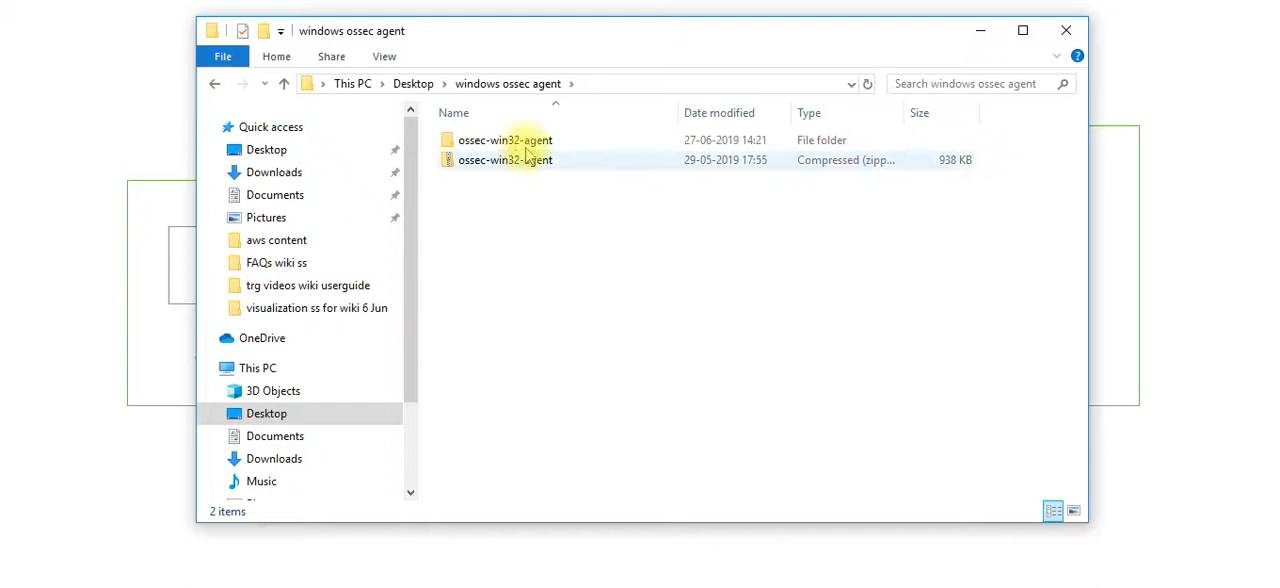 windows ossec agent
File Home Share View
This PC Desktop windows ossec agent Search windows ossec agent
Name Date modified Type Size
Quick access
Desktop
Downloads
Documents
Pictures
aws content
FAQs wiki ss
trg videos wiki userguide
visualization ss for wiki 6 Jun
OneDrive
This PC
3D Objects
Desktop
Documents
Downloads
Music
ossec-win32-agent 27-06-2019 14:21 File folder
ossec-win32-agent 29-05-2019 17:55 Compressed (zipp... 938 KB
2 items